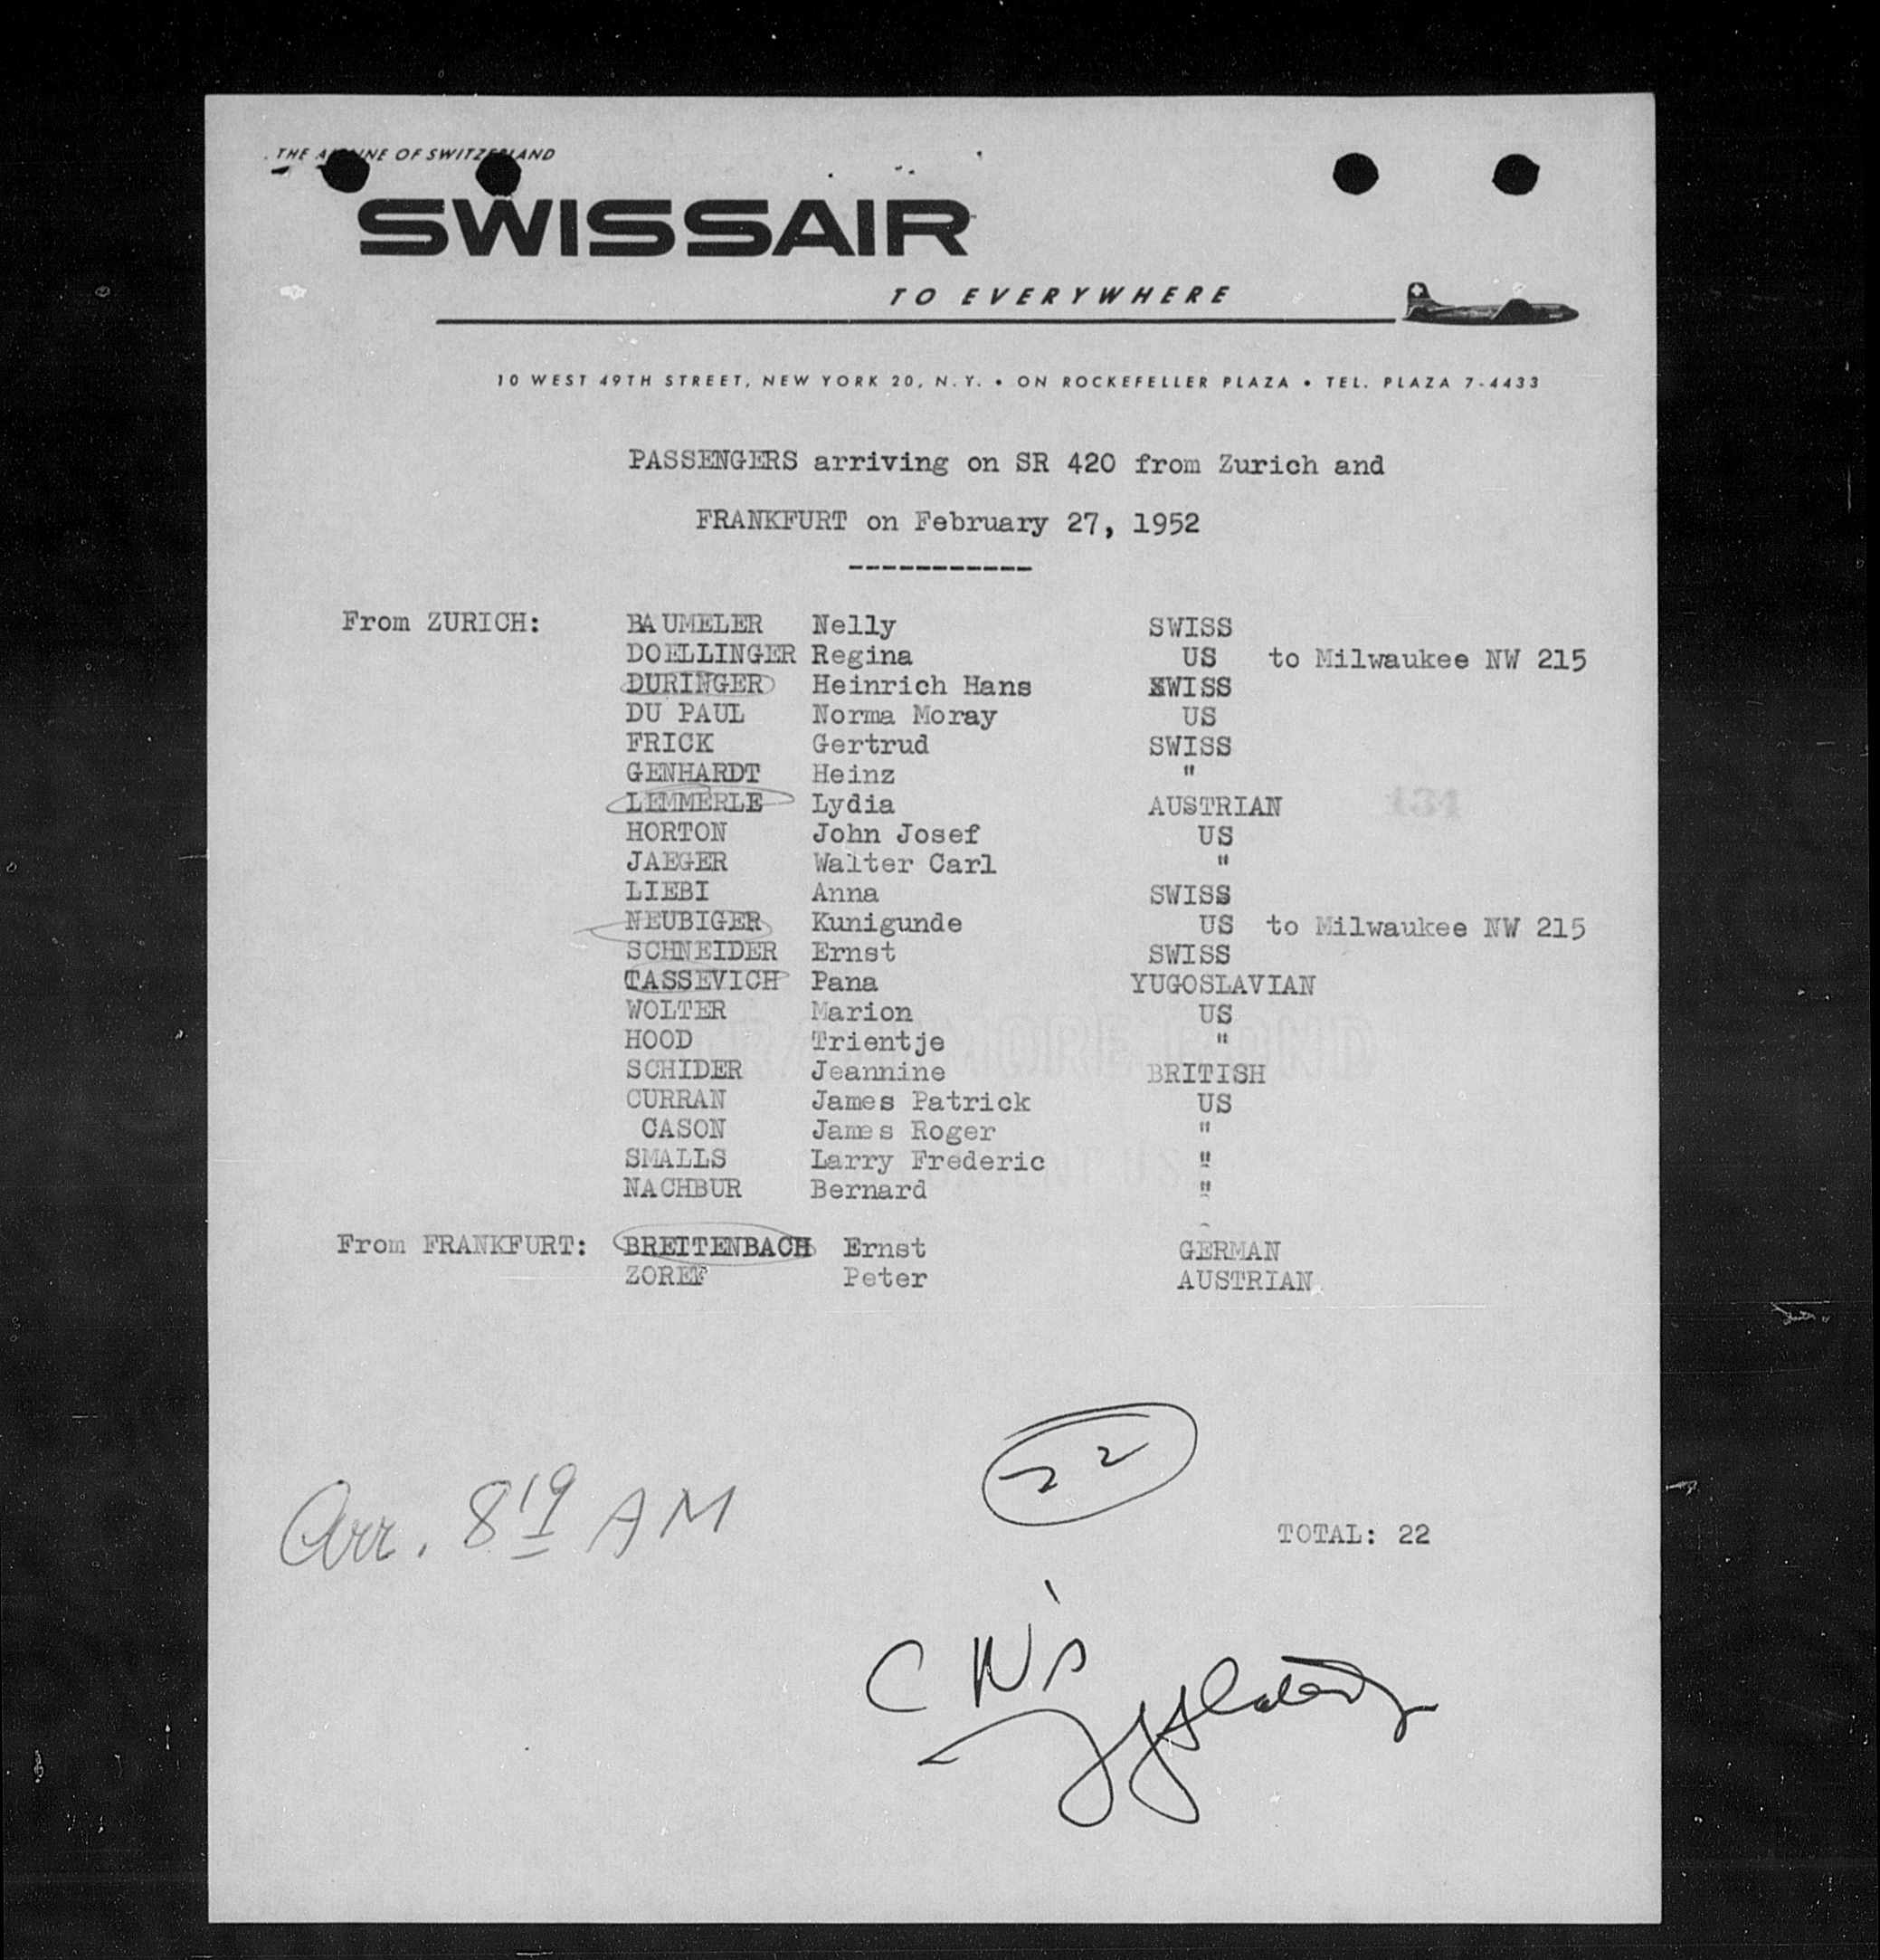 THE AIRLINE OF SWITZERLAND
SWISSAIR
TO EVERYWHERE
10 WEST 49TH STREET, NEW YORK 20, N.Y. • ON ROCKEFELLER PLAZA • TEL. PLAZA 7-4433
PASSENGERS arriving on SR 420 from Zurich and
FRANKFURT on February 27, 1952
-----------
From ZURICH: BAUMELER Nelly SWISS
DOELLINGER Regina US to Milwaukee NW 215
DURINGER Heinrich Hans SWISS
DU PAUL Norma Moray US
FRICK Gertrud SWISS
GENHARDT Heinz "
LEMMERLE Lydia AUSTRIAN
HORTON John Josef US
JAEGER Walter Carl "
LIEBI Anna SWISS
NEUBIGER Kunigunde US to Milwaukee NW 215
SCHNEIDER Ernst SWISS
TASSEVICH Pana YUGOSLAVIAN
WOLTER Marion US
HOOD Trientje "
SCHIDER Jeannine BRITISH
CURRAN James Patrick US
CASON James Roger "
SMALLS Larry Frederic "
NACHBUR Bernard "
From FRANKFURT: BREITENBACH Ernst GERMAN
ZOREF Peter AUSTRIAN
22
Arr. 8 19 AM
TOTAL: 22